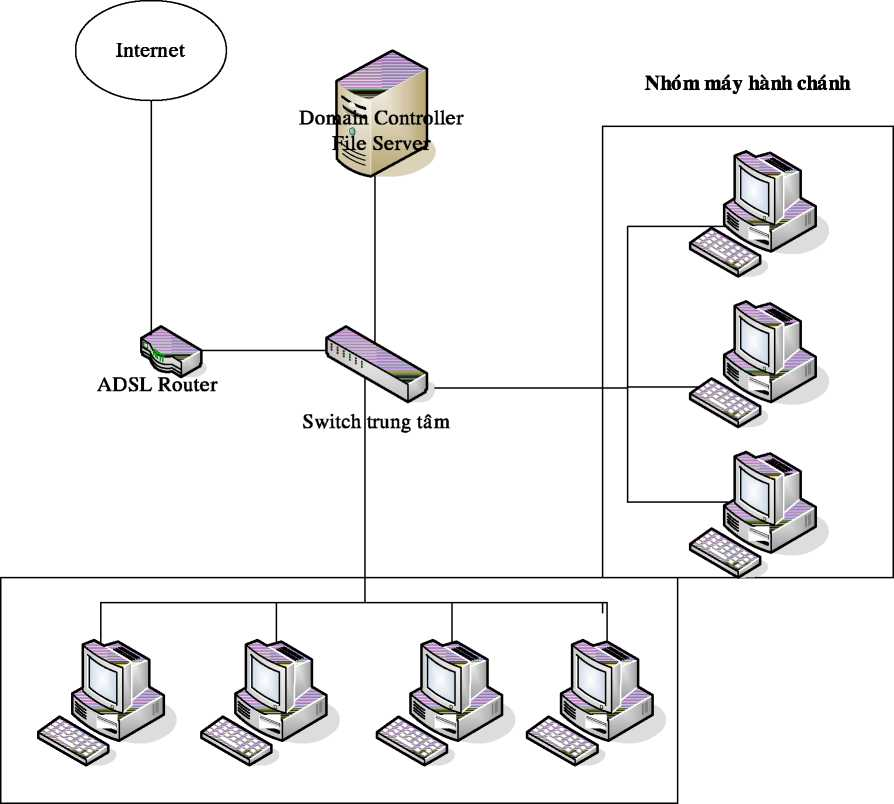 Internet
Domain Controller
File Server
Nhóm máy hành chánh
ADSL Router
Switch trung tâm